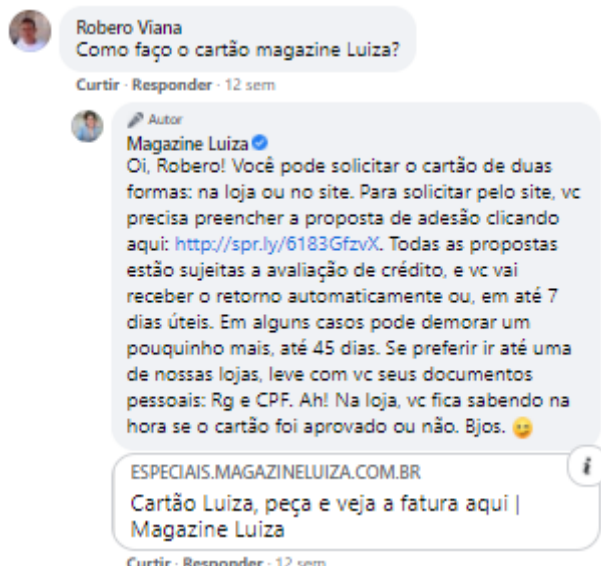 Robero Viana
Como faço o cartão magazine Luiza?
Curtir · Responder · 12 sem
Autor
Magazine Luiza
Oi, Robero! Você pode solicitar o cartão de duas
formas: na loja ou no site. Para solicitar pelo site, vc
precisa preencher a proposta de adesão clicando
aqui: http://spr.ly/6183GfzvX. Todas as propostas
estão sujeitas a avaliação de crédito, e vc vai
receber o retorno automaticamente ou, em até 7
dias úteis. Em alguns casos pode demorar um
pouquinho mais, até 45 dias. Se preferir ir até uma
de nossas lojas, leve com vc seus documentos
pessoais: Rg e CPF. Ah! Na loja, vc fica sabendo na
hora se o cartão foi aprovado ou não. Bjos. 😉
ESPECIAIS.MAGAZINELUIZA.COM.BR
i
Cartão Luiza, peça e veja a fatura aqui |
Magazine Luiza
Curtir · Responder · 12 sem